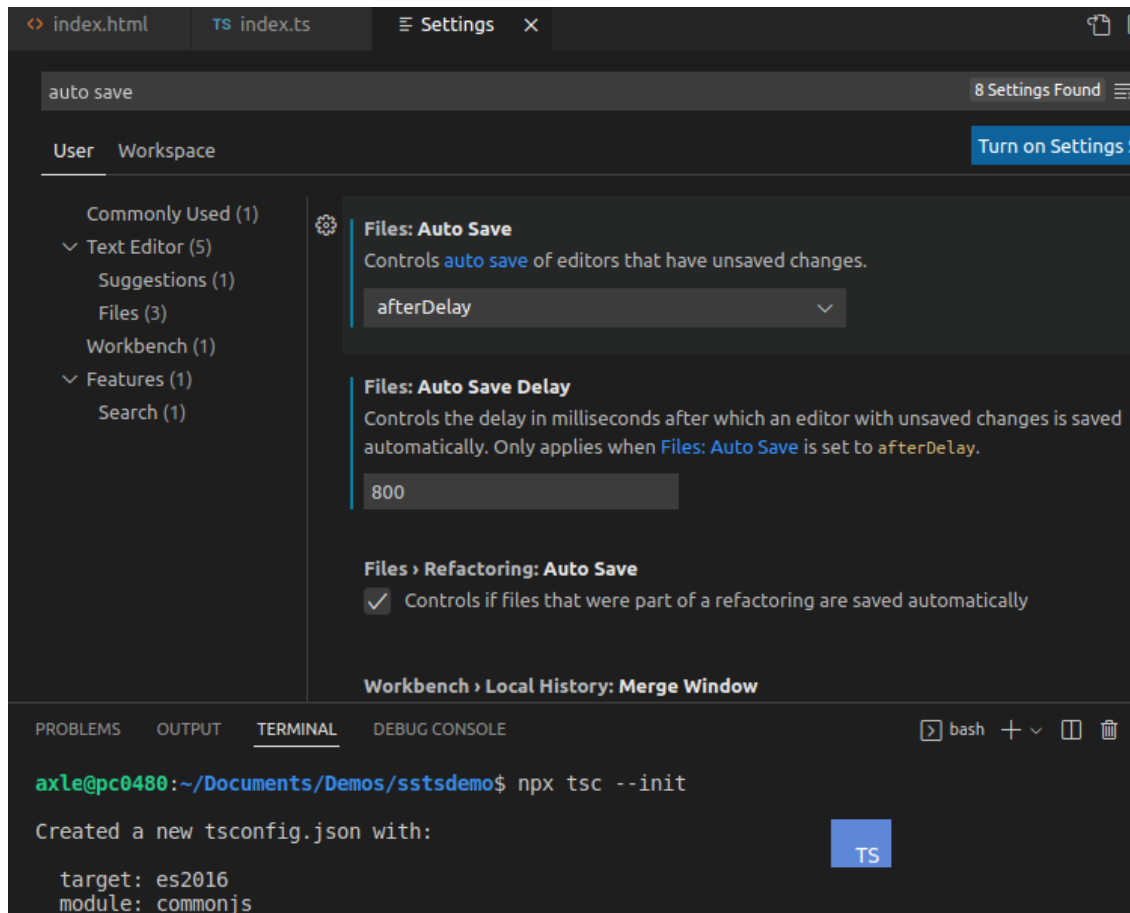 index.html TS index.ts Settings
auto save 8 Settings Found
User Workspace Turn on Settings
Commonly Used (1)
Text Editor (5)
Suggestions (1)
Files (3)
Workbench (1)
Features (1)
Search (1)
Files: Auto Save
Controls auto save of editors that have unsaved changes.
afterDelay
Files: Auto Save Delay
Controls the delay in milliseconds after which an editor with unsaved changes is saved
automatically. Only applies when Files: Auto Save is set to afterDelay.
800
Files › Refactoring: Auto Save
Controls if files that were part of a refactoring are saved automatically
Workbench › Local History: Merge Window
PROBLEMS OUTPUT TERMINAL DEBUG CONSOLE bash
axle@pc0480:~/Documents/Demos/sstsdemo$ npx tsc --init
Created a new tsconfig.json with:
TS
target: es2016
module: commonjs